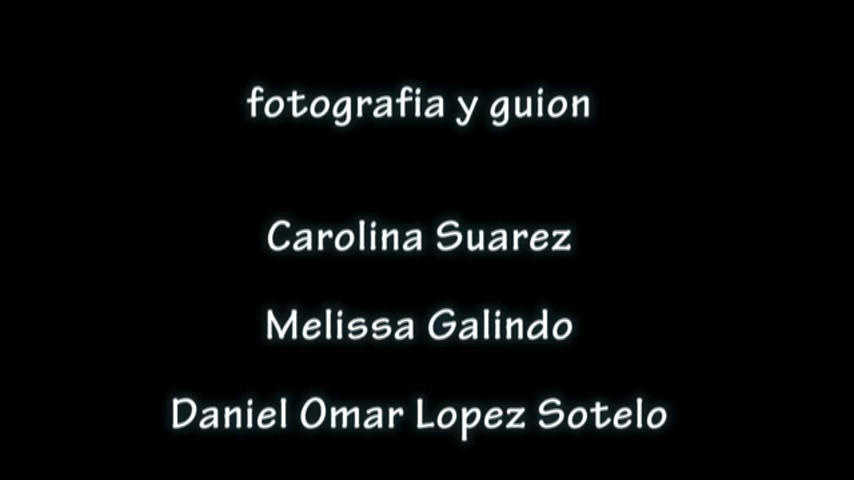 fotografia y guion
Carolina Suarez
Melissa Galindo
Daniel Omar Lopez Sotelo